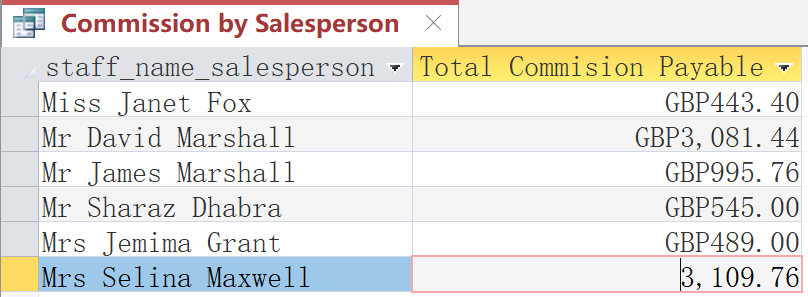 Commission by Salesperson
staff_name_salesperson Total Commision Payable
Miss Janet Fox GBP443.40
Mr David Marshall GBP3,081.44
Mr James Marshall GBP995.76
Mr Sharaz Dhabra GBP545.00
Mrs Jemima Grant GBP489.00
Mrs Selina Maxwell 3,109.76